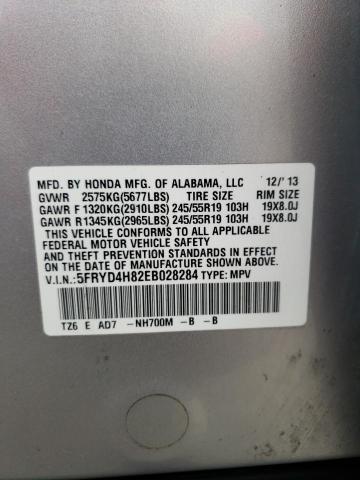 MFD. BY HONDA MFG. OF ALABAMA, LLC 12/'13
GVWR 2575KG(5677LBS) TIRE SIZE RIM SIZE
GAWR F 1320KG(2910LBS) 245/55R19 103H 19X8.0J
GAWR R 1345KG(2965LBS) 245/55R19 103H 19X8.0J
THIS VEHICLE CONFORMS TO ALL APPLICABLE
FEDERAL MOTOR VEHICLE SAFETY
AND THEFT PREVENTION STANDARDS IN EFFECT
ON THE DATE OF MANUFACTURE SHOWN ABOVE.
V.I.N.:5FRYD4H82EB028284 TYPE: MPV
TZ6 E AD7 -NH700M -B -B